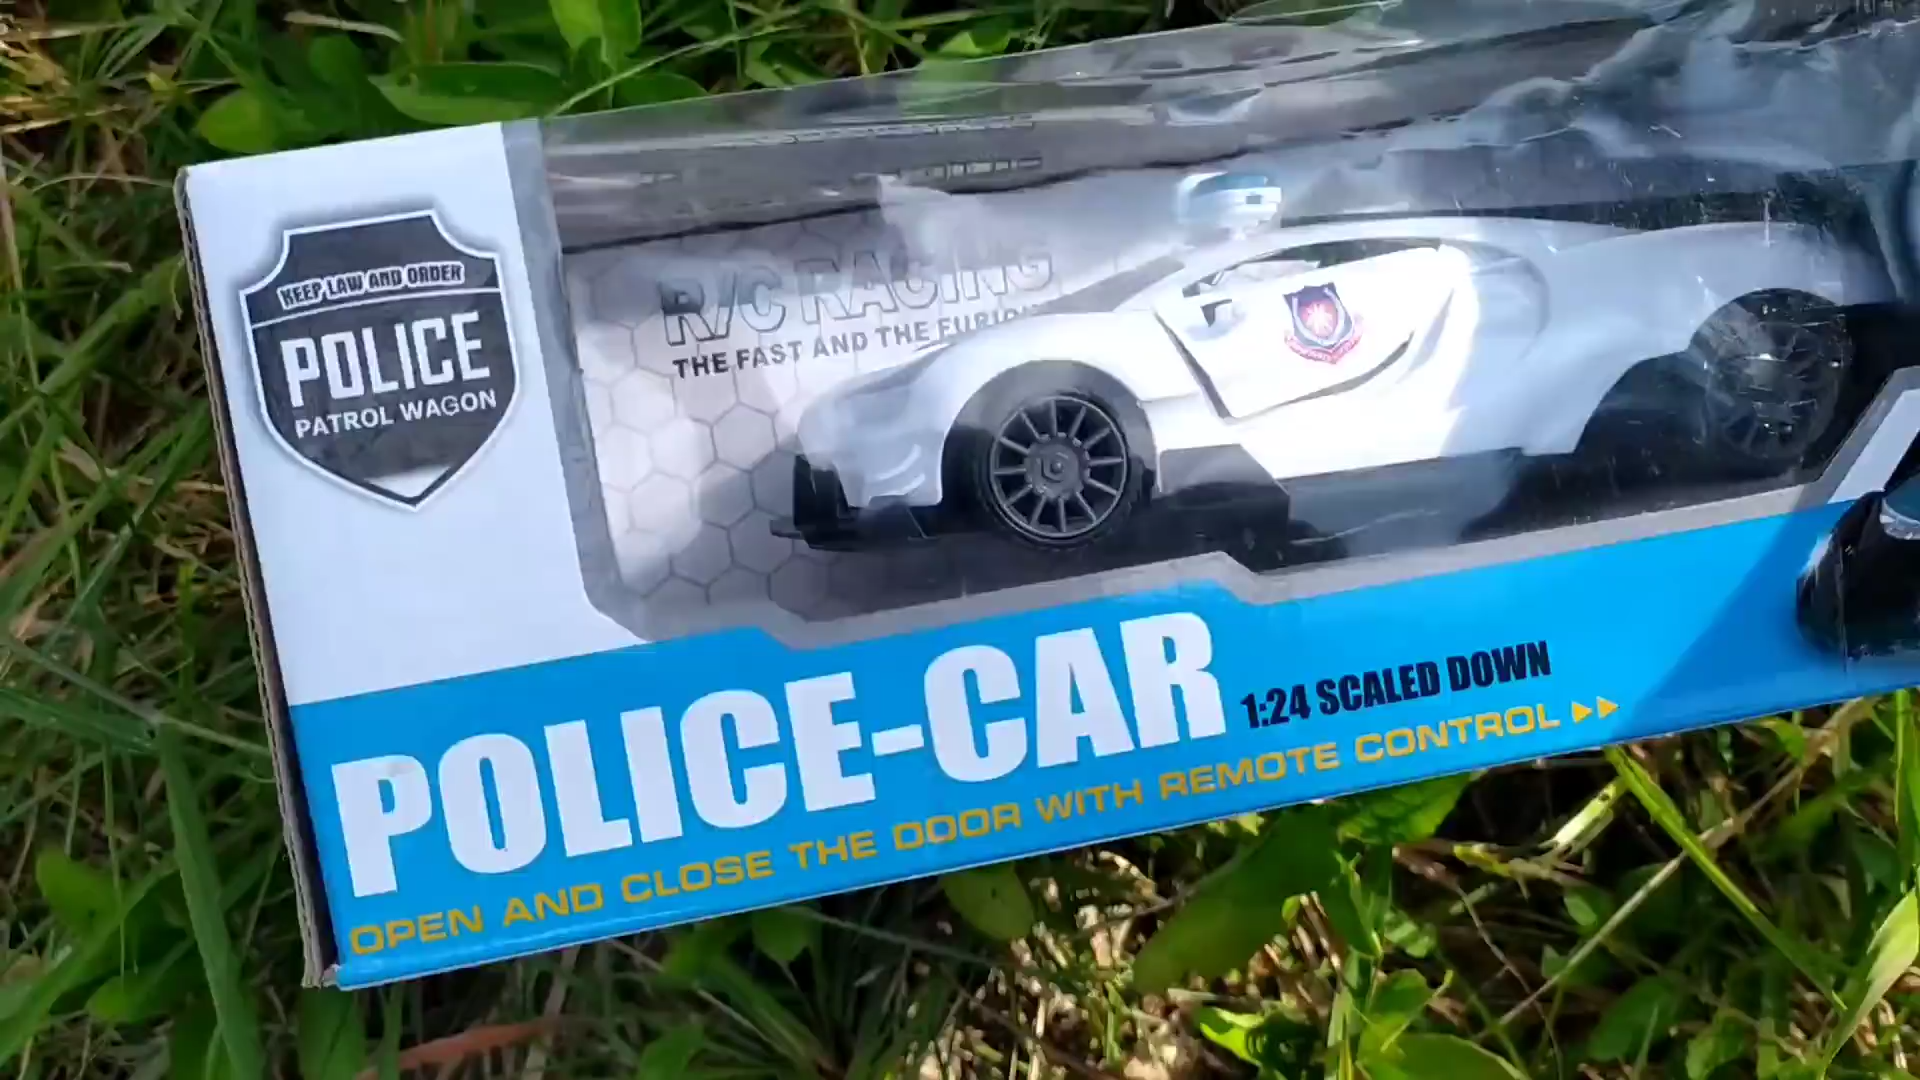 KEEP LAW AND ORDER
POLICE
PATROL WAGON
R/C RACING
THE FAST AND THE FURIOU
POLICE-CAR
1:24 SCALED DOWN
OPEN AND CLOSE THE DOOR WITH REMOTE CONTROL